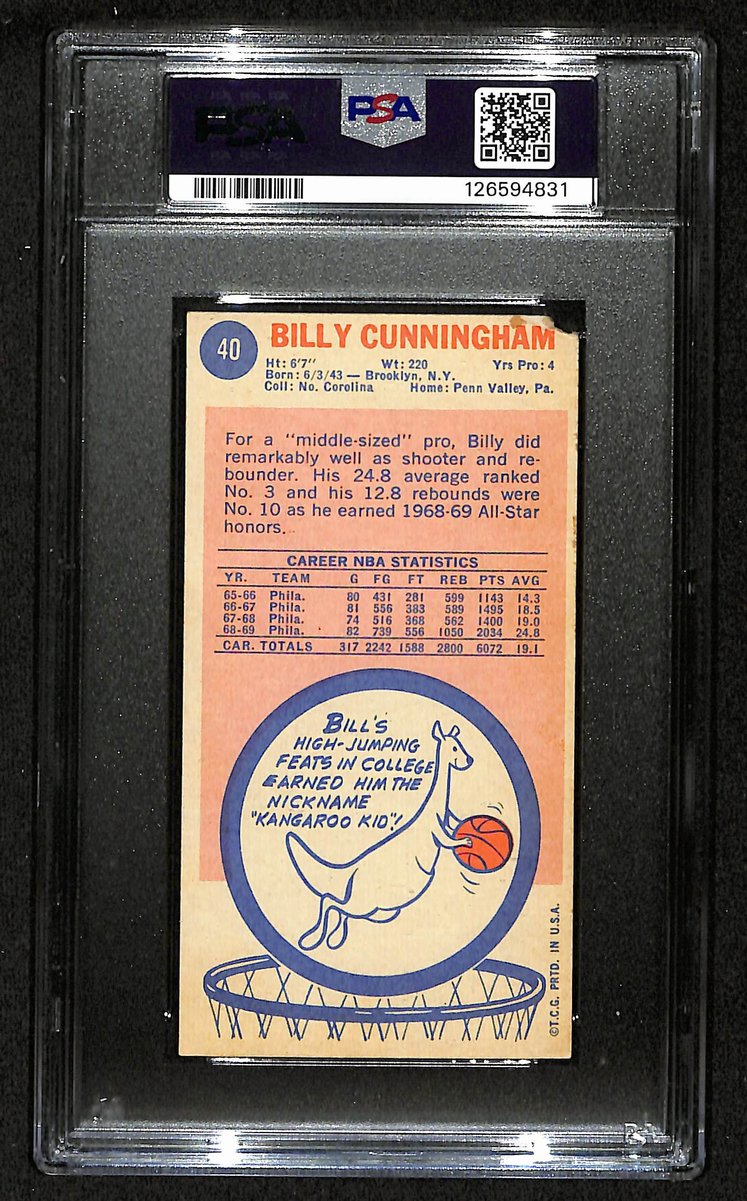 PSA
PSA
126594831
40
BILLY CUNNINGHAM
Ht: 6'7" Wt: 220 Yrs Pro: 4
Born: 6/3/43 — Brooklyn, N.Y.
Coll: No. Corolina Home: Penn Valley, Pa.
For a "middle-sized" pro, Billy did
remarkably well as shooter and re-
bounder. His 24.8 average ranked
No. 3 and his 12.8 rebounds were
No. 10 as he earned 1968-69 All-Star
honors.
CAREER NBA STATISTICS
YR. TEAM G FG FT REB PTS AVG
65-66 Phila. 80 431 281 599 1143 14.3
66-67 Phila. 81 556 383 589 1495 18.5
67-68 Phila. 74 516 368 562 1400 19.0
68-69 Phila. 82 739 556 1050 2034 24.8
CAR. TOTALS 317 2242 1588 2800 6072 19.1
BILL'S
HIGH-JUMPING
FEATS IN COLLEGE
EARNED HIM THE
NICKNAME
"KANGAROO KID"!
©T.C.G. PRTD. IN U.S.A.
PSA